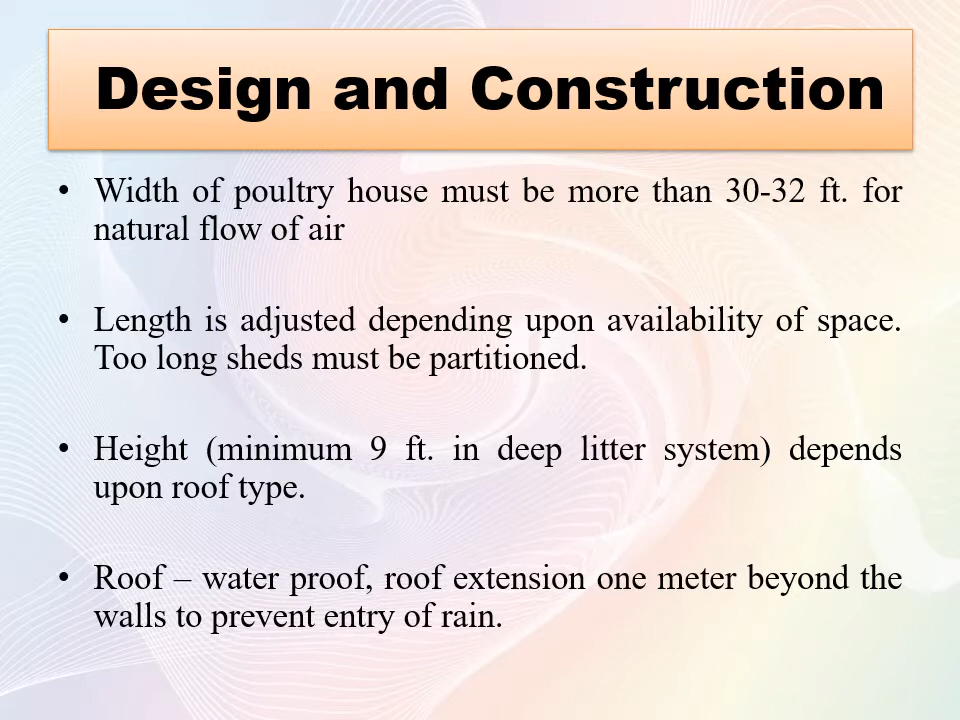 Design and Construction
• Width of poultry house must be more than 30-32 ft. for
natural flow of air
• Length is adjusted depending upon availability of space.
Too long sheds must be partitioned.
• Height (minimum 9 ft. in deep litter system) depends
upon roof type.
• Roof – water proof, roof extension one meter beyond the
walls to prevent entry of rain.